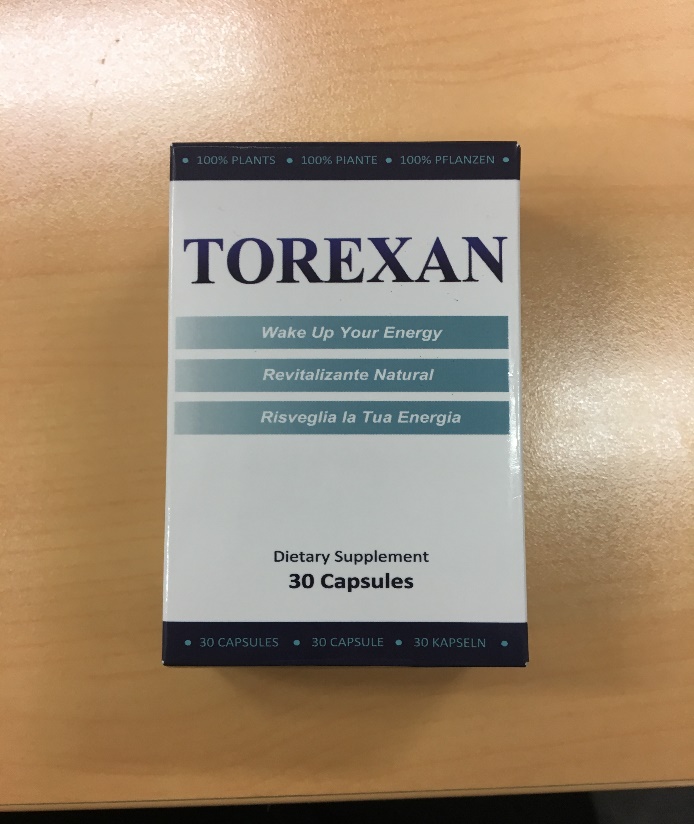 • 100% PLANTS • 100% PIANTE • 100% PFLANZEN •
TOREXAN
Wake Up Your Energy
Revitalizante Natural
Risveglia la Tua Energia
Dietary Supplement
30 Capsules
• 30 CAPSULES • 30 CAPSULE • 30 KAPSELN •